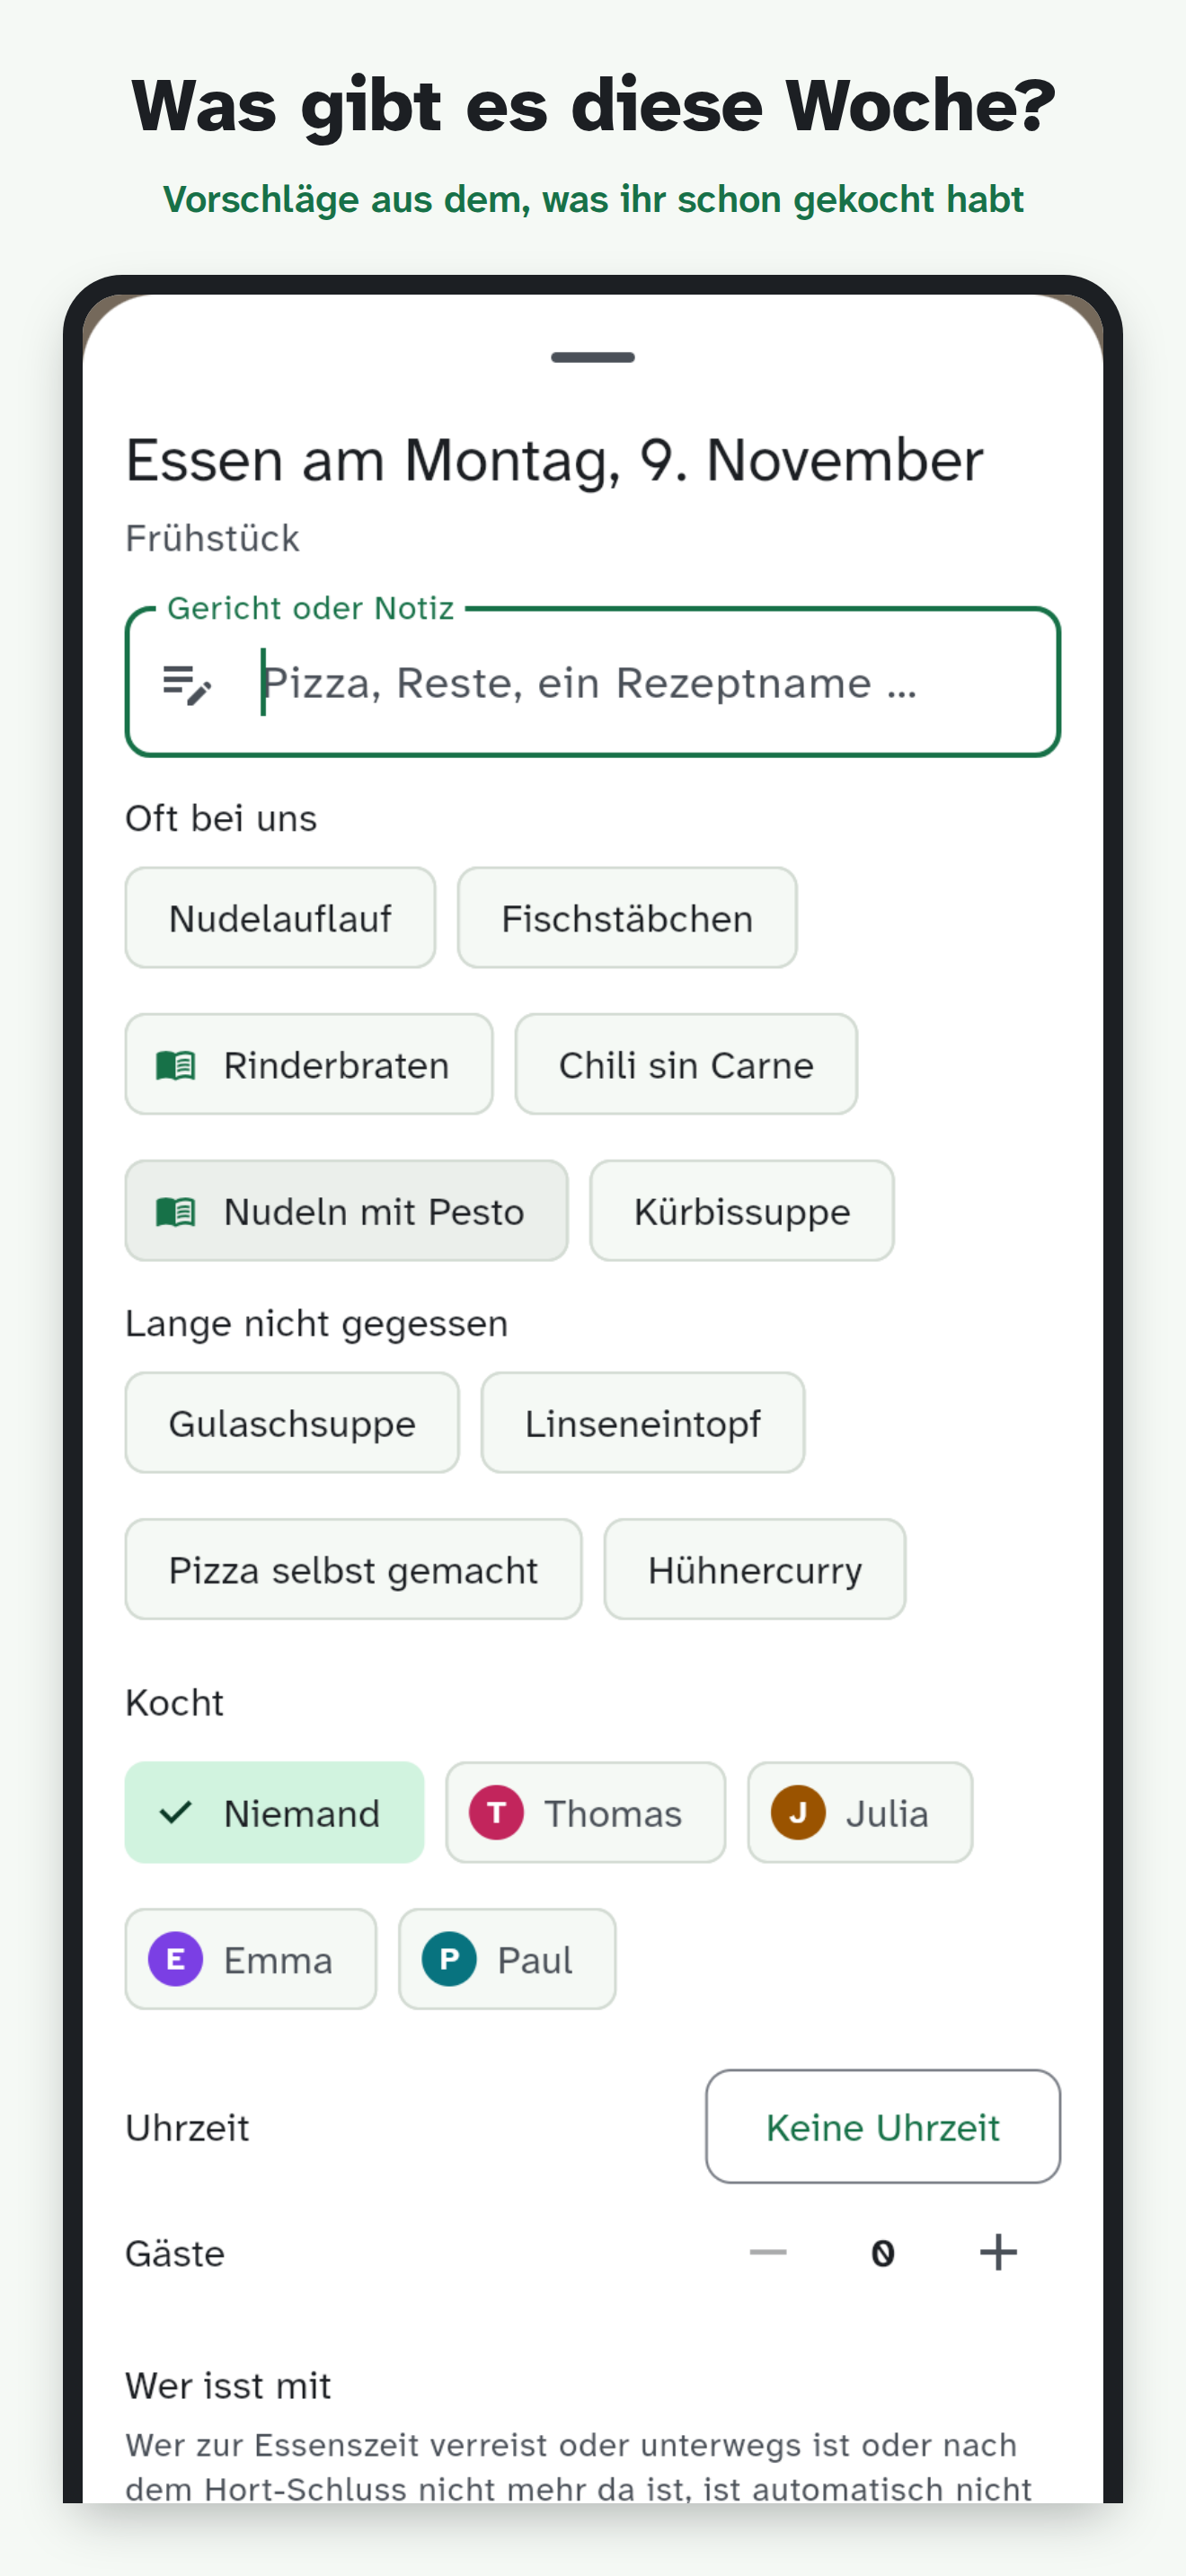 Was gibt es diese Woche?
Vorschläge aus dem, was ihr schon gekocht habt
Essen am Montag, 9. November
Frühstück
Gericht oder Notiz
Pizza, Reste, ein Rezeptname ...
Oft bei uns
Nudelauflauf Fischstäbchen
Rinderbraten Chili sin Carne
Nudeln mit Pesto Kürbissuppe
Lange nicht gegessen
Gulaschsuppe Linseneintopf
Pizza selbst gemacht Hühnercurry
Kocht
Niemand T Thomas J Julia
E Emma P Paul
Uhrzeit Keine Uhrzeit
Gäste − 0 +
Wer isst mit
Wer zur Essenszeit verreist oder unterwegs ist oder nach
dem Hort-Schluss nicht mehr da ist, ist automatisch nicht